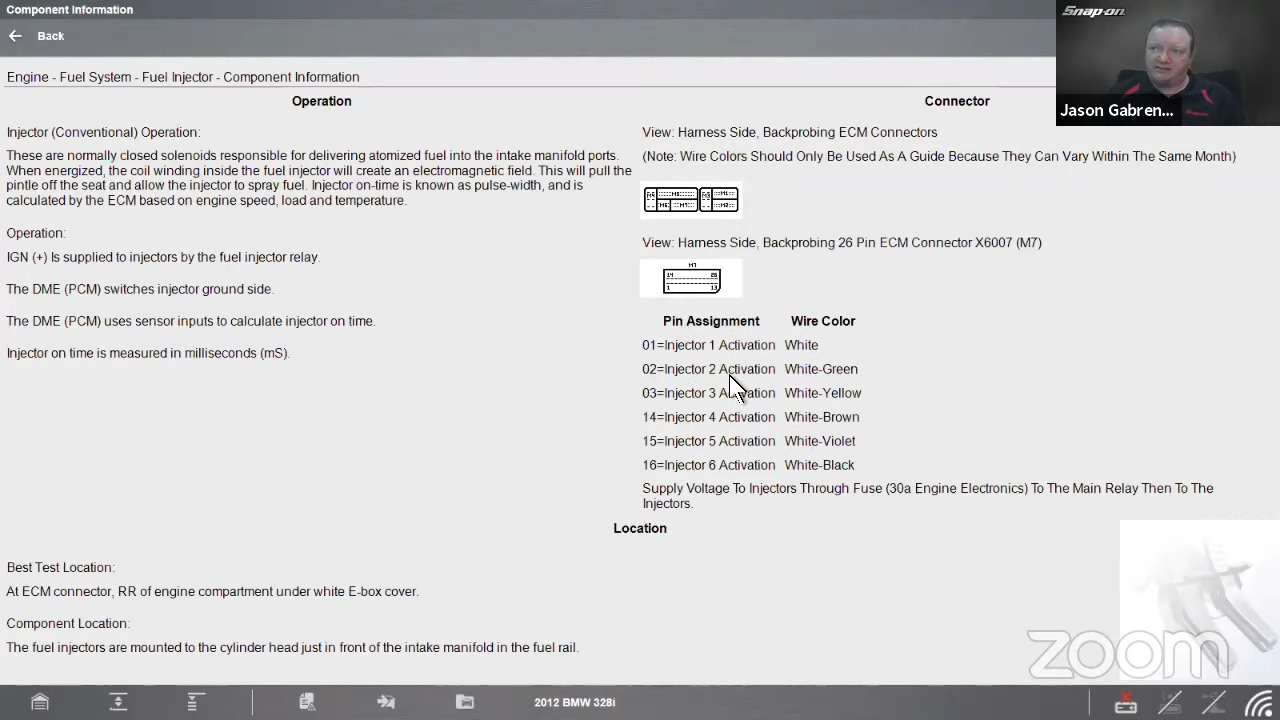 Component Information
Back
Snap-on
Jason Gabren...
Engine - Fuel System - Fuel Injector - Component Information
Operation
Injector (Conventional) Operation:
These are normally closed solenoids responsible for delivering atomized fuel into the intake manifold ports.
When energized, the coil winding inside the fuel injector will create an electromagnetic field. This will pull the
pintle off the seat and allow the injector to spray fuel. Injector on-time is known as pulse-width, and is
calculated by the ECM based on engine speed, load and temperature.
Operation:
IGN (+) Is supplied to injectors by the fuel injector relay.
The DME (PCM) switches injector ground side.
The DME (PCM) uses sensor inputs to calculate injector on time.
Injector on time is measured in milliseconds (mS).
Connector
View: Harness Side, Backprobing ECM Connectors
(Note: Wire Colors Should Only Be Used As A Guide Because They Can Vary Within The Same Month)
View: Harness Side, Backprobing 26 Pin ECM Connector X6007 (M7)
M7
14 26
1 13
Pin Assignment Wire Color
01=Injector 1 Activation White
02=Injector 2 Activation White-Green
03=Injector 3 Activation White-Yellow
14=Injector 4 Activation White-Brown
15=Injector 5 Activation White-Violet
16=Injector 6 Activation White-Black
Supply Voltage To Injectors Through Fuse (30a Engine Electronics) To The Main Relay Then To The
Injectors.
Location
Best Test Location:
At ECM connector, RR of engine compartment under white E-box cover.
Component Location:
The fuel injectors are mounted to the cylinder head just in front of the intake manifold in the fuel rail.
zoom
2012 BMW 328i